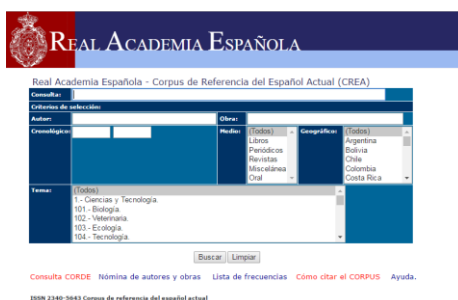 REAL ACADEMIA ESPAÑOLA
Real Academia Española - Corpus de Referencia del Español Actual (CREA)
Consulta:
Criterios de selección:
Autor: Obra:
Cronológico: Medio: (Todos) Geográfico: (Todos)
Libros Argentina
Periódicos Bolivia
Revistas Chile
Miscelánea Colombia
Oral Costa Rica
Tema: (Todos)
1.- Ciencias y Tecnología.
101.- Biología.
102.- Veterinaria.
103.- Ecología.
104.- Tecnología.
Buscar Limpiar
Consulta CORDE Nómina de autores y obras Lista de frecuencias Cómo citar el CORPUS Ayuda.
ISSN 2340-5643 Corpus de referencia del español actual